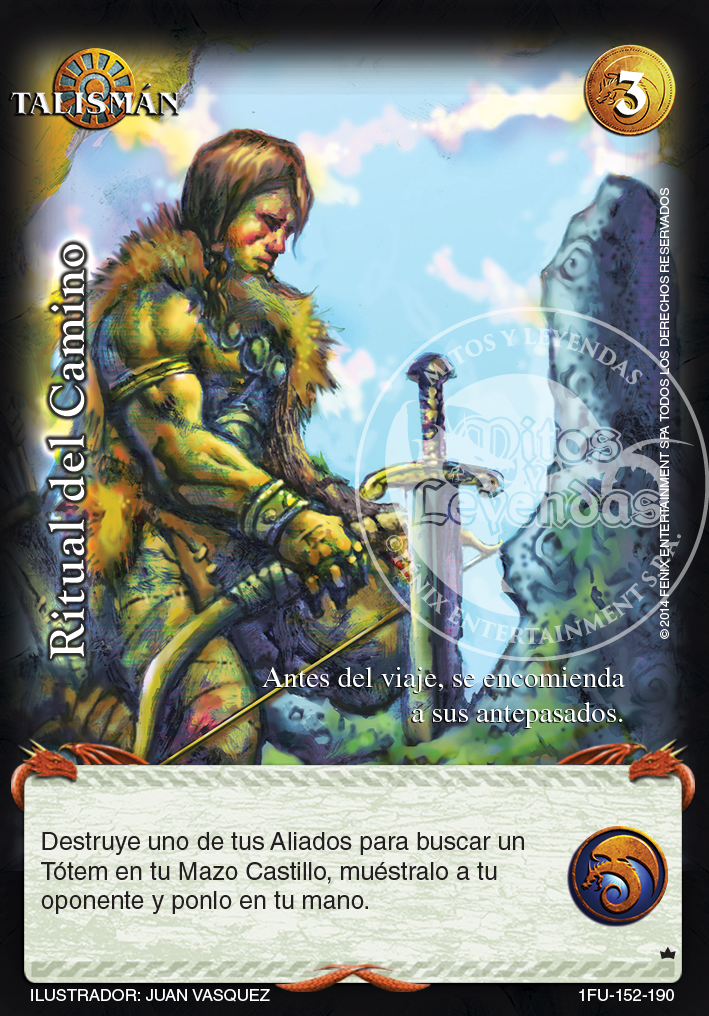 TALISMÁN
3
Ritual del Camino
© 2014 FENIX ENTERTAINMENT SPA TODOS LOS DERECHOS RESERVADOS
MITOS Y LEYENDAS
Mitos y
Leyendas
FENIX ENTERTAINMENT S.P.A.
Antes del viaje, se encomienda
a sus antepasados.
Destruye uno de tus Aliados para buscar un
Tótem en tu Mazo Castillo, muéstralo a tu
oponente y ponlo en tu mano.
ILUSTRADOR: JUAN VASQUEZ
1FU-152-190